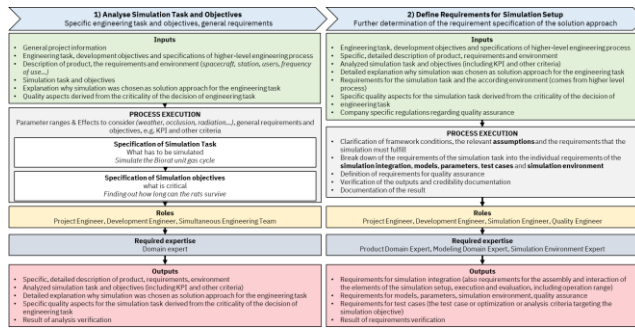 1) Analyse Simulation Task and Objectives
Specific engineering task and objectives, general requirements
Inputs
• General project information
• Engineering task, development objectives and specifications of higher-level engineering process
• Description of product, the requirements and environment (spacecraft, station, users, frequency
of use...)
• Simulation task and objectives
• Explanation why simulation was chosen as solution approach for the engineering task
• Quality aspects derived from the criticality of the decision of engineering task
PROCESS EXECUTION
Parameter ranges & Effects to consider (weather, occlusion, radiation...), general requirements and
objectives, e.g. KPI and other criteria
Specification of Simulation Task
What has to be simulated
Simulate the Biorat unit gas cycle
Specification of Simulation objectives
what is critical
Finding out how long can the rats survive
Roles
Project Engineer, Development Engineer, Simultaneous Engineering Team
Required expertise
Domain expert
Outputs
• Specific, detailed description of product, requirements, environment
• Analyzed simulation task and objectives (including KPI and other criteria)
• Detailed explanation why simulation was chosen as solution approach for the engineering task
• Specific quality aspects for the simulation task derived from the criticality of the decision of
engineering task
• Result of analysis verification
2) Define Requirements for Simulation Setup
Further determination of the requirement specification of the solution approach
Inputs
• Engineering task, development objectives and specifications of higher-level engineering process
• Specific, detailed description of product, requirements and environment
• Analyzed simulation task and objectives (including KPI and other criteria)
• Detailed explanation why simulation was chosen as solution approach for the engineering task
• Requirements for the simulation task and the according environment (comes from higher level
process)
• Specific quality aspects for the simulation task derived from the criticality of the decision of
• engineering task
• Company specific regulations regarding quality assurance
PROCESS EXECUTION
• Clarification of framework conditions, the relevant assumptions and the requirements that the
simulation must fulfill
• Break down of the requirements of the simulation task into the individual requirements of the
simulation integration, models, parameters, test cases and simulation environment
• Definition of requirements for quality assurance
• Verification of the outputs and credibility documentation
• Documentation of the result
Roles
Project Engineer, Development Engineer, Simulation Engineer, Quality Engineer
Required expertise
Product Domain Expert, Modeling Domain Expert, Simulation Environment Expert
Outputs
• Requirements for simulation integration (also requirements for the assembly and interaction of
the elements of the simulation setup, execution and evaluation, including operation range)
• Requirements for models, parameters, simulation environment, quality assurance
• Requirements for test cases (the test case or optimization or analysis criteria targeting the
simulation objective)
• Result of requirements verification